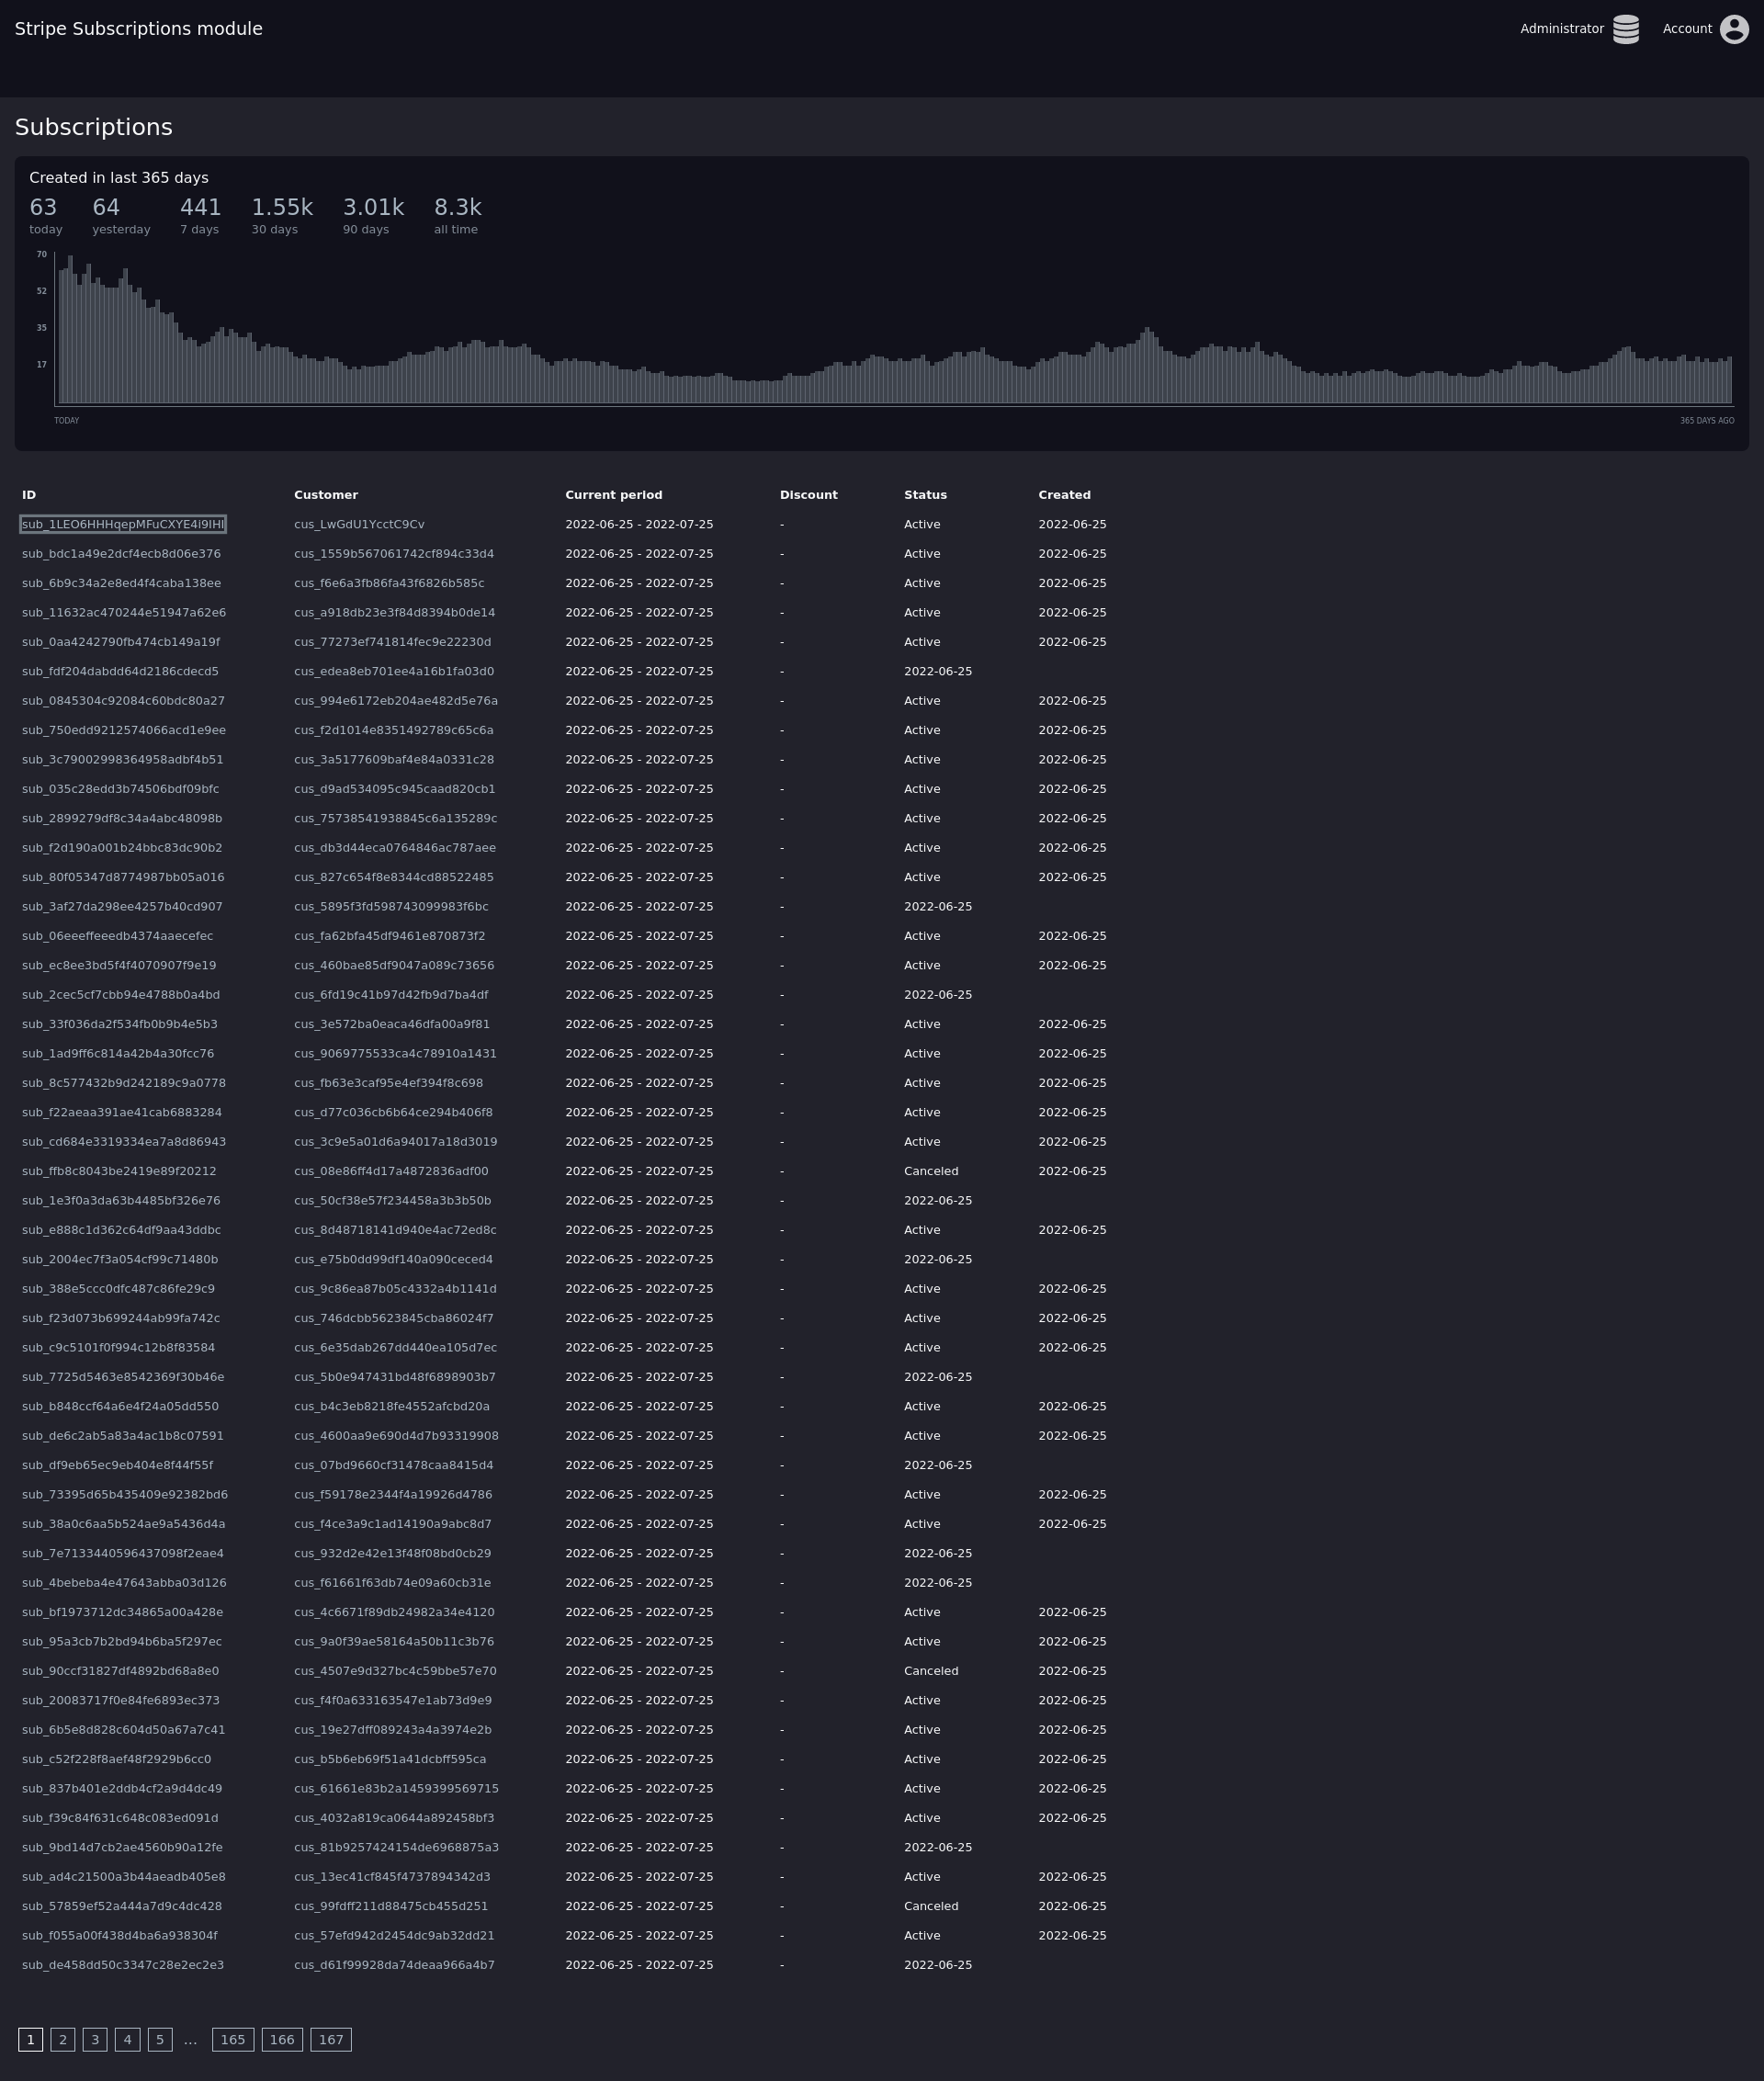 Stripe Subscriptions module
Administrator Account
Subscriptions
Created in last 365 days
63 64 441 1.55k 3.01k 8.3k
today yesterday 7 days 30 days 90 days all time
70
52
35
17
TODAY 365 DAYS AGO
ID Customer Current period Discount Status Created
sub_1LEO6HHHqepMFuCXYE4i9IHI cus_LwGdU1YcctC9Cv 2022-06-25 - 2022-07-25 - Active 2022-06-25
sub_bdc1a49e2dcf4ecb8d06e376 cus_1559b567061742cf894c33d4 2022-06-25 - 2022-07-25 - Active 2022-06-25
sub_6b9c34a2e8ed4f4caba138ee cus_f6e6a3fb86fa43f6826b585c 2022-06-25 - 2022-07-25 - Active 2022-06-25
sub_11632ac470244e51947a62e6 cus_a918db23e3f84d8394b0de14 2022-06-25 - 2022-07-25 - Active 2022-06-25
sub_0aa4242790fb474cb149a19f cus_77273ef741814fec9e22230d 2022-06-25 - 2022-07-25 - Active 2022-06-25
sub_fdf204dabdd64d2186cdecd5 cus_edea8eb701ee4a16b1fa03d0 2022-06-25 - 2022-07-25 - 2022-06-25
sub_0845304c92084c60bdc80a27 cus_994e6172eb204ae482d5e76a 2022-06-25 - 2022-07-25 - Active 2022-06-25
sub_750edd9212574066acd1e9ee cus_f2d1014e8351492789c65c6a 2022-06-25 - 2022-07-25 - Active 2022-06-25
sub_3c79002998364958adbf4b51 cus_3a5177609baf4e84a0331c28 2022-06-25 - 2022-07-25 - Active 2022-06-25
sub_035c28edd3b74506bdf09bfc cus_d9ad534095c945caad820cb1 2022-06-25 - 2022-07-25 - Active 2022-06-25
sub_2899279df8c34a4abc48098b cus_75738541938845c6a135289c 2022-06-25 - 2022-07-25 - Active 2022-06-25
sub_f2d190a001b24bbc83dc90b2 cus_db3d44eca0764846ac787aee 2022-06-25 - 2022-07-25 - Active 2022-06-25
sub_80f05347d8774987bb05a016 cus_827c654f8e8344cd88522485 2022-06-25 - 2022-07-25 - Active 2022-06-25
sub_3af27da298ee4257b40cd907 cus_5895f3fd598743099983f6bc 2022-06-25 - 2022-07-25 - 2022-06-25
sub_06eeeffeeedb4374aaecefec cus_fa62bfa45df9461e870873f2 2022-06-25 - 2022-07-25 - Active 2022-06-25
sub_ec8ee3bd5f4f4070907f9e19 cus_460bae85df9047a089c73656 2022-06-25 - 2022-07-25 - Active 2022-06-25
sub_2cec5cf7cbb94e4788b0a4bd cus_6fd19c41b97d42fb9d7ba4df 2022-06-25 - 2022-07-25 - 2022-06-25
sub_33f036da2f534fb0b9b4e5b3 cus_3e572ba0eaca46dfa00a9f81 2022-06-25 - 2022-07-25 - Active 2022-06-25
sub_1ad9ff6c814a42b4a30fcc76 cus_9069775533ca4c78910a1431 2022-06-25 - 2022-07-25 - Active 2022-06-25
sub_8c577432b9d242189c9a0778 cus_fb63e3caf95e4ef394f8c698 2022-06-25 - 2022-07-25 - Active 2022-06-25
sub_f22aeaa391ae41cab6883284 cus_d77c036cb6b64ce294b406f8 2022-06-25 - 2022-07-25 - Active 2022-06-25
sub_cd684e3319334ea7a8d86943 cus_3c9e5a01d6a94017a18d3019 2022-06-25 - 2022-07-25 - Active 2022-06-25
sub_ffb8c8043be2419e89f20212 cus_08e86ff4d17a4872836adf00 2022-06-25 - 2022-07-25 - Canceled 2022-06-25
sub_1e3f0a3da63b4485bf326e76 cus_50cf38e57f234458a3b3b50b 2022-06-25 - 2022-07-25 - 2022-06-25
sub_e888c1d362c64df9aa43ddbc cus_8d48718141d940e4ac72ed8c 2022-06-25 - 2022-07-25 - Active 2022-06-25
sub_2004ec7f3a054cf99c71480b cus_e75b0dd99df140a090ceced4 2022-06-25 - 2022-07-25 - 2022-06-25
sub_388e5ccc0dfc487c86fe29c9 cus_9c86ea87b05c4332a4b1141d 2022-06-25 - 2022-07-25 - Active 2022-06-25
sub_f23d073b699244ab99fa742c cus_746dcbb5623845cba86024f7 2022-06-25 - 2022-07-25 - Active 2022-06-25
sub_c9c5101f0f994c12b8f83584 cus_6e35dab267dd440ea105d7ec 2022-06-25 - 2022-07-25 - Active 2022-06-25
sub_7725d5463e8542369f30b46e cus_5b0e947431bd48f6898903b7 2022-06-25 - 2022-07-25 - 2022-06-25
sub_b848ccf64a6e4f24a05dd550 cus_b4c3eb8218fe4552afcbd20a 2022-06-25 - 2022-07-25 - Active 2022-06-25
sub_de6c2ab5a83a4ac1b8c07591 cus_4600aa9e690d4d7b93319908 2022-06-25 - 2022-07-25 - Active 2022-06-25
sub_df9eb65ec9eb404e8f44f55f cus_07bd9660cf31478caa8415d4 2022-06-25 - 2022-07-25 - 2022-06-25
sub_73395d65b435409e92382bd6 cus_f59178e2344f4a19926d4786 2022-06-25 - 2022-07-25 - Active 2022-06-25
sub_38a0c6aa5b524ae9a5436d4a cus_f4ce3a9c1ad14190a9abc8d7 2022-06-25 - 2022-07-25 - Active 2022-06-25
sub_7e7133440596437098f2eae4 cus_932d2e42e13f48f08bd0cb29 2022-06-25 - 2022-07-25 - 2022-06-25
sub_4bebeba4e47643abba03d126 cus_f61661f63db74e09a60cb31e 2022-06-25 - 2022-07-25 - 2022-06-25
sub_bf1973712dc34865a00a428e cus_4c6671f89db24982a34e4120 2022-06-25 - 2022-07-25 - Active 2022-06-25
sub_95a3cb7b2bd94b6ba5f297ec cus_9a0f39ae58164a50b11c3b76 2022-06-25 - 2022-07-25 - Active 2022-06-25
sub_90ccf31827df4892bd68a8e0 cus_4507e9d327bc4c59bbe57e70 2022-06-25 - 2022-07-25 - Canceled 2022-06-25
sub_20083717f0e84fe6893ec373 cus_f4f0a633163547e1ab73d9e9 2022-06-25 - 2022-07-25 - Active 2022-06-25
sub_6b5e8d828c604d50a67a7c41 cus_19e27dff089243a4a3974e2b 2022-06-25 - 2022-07-25 - Active 2022-06-25
sub_c52f228f8aef48f2929b6cc0 cus_b5b6eb69f51a41dcbff595ca 2022-06-25 - 2022-07-25 - Active 2022-06-25
sub_837b401e2ddb4cf2a9d4dc49 cus_61661e83b2a1459399569715 2022-06-25 - 2022-07-25 - Active 2022-06-25
sub_f39c84f631c648c083ed091d cus_4032a819ca0644a892458bf3 2022-06-25 - 2022-07-25 - Active 2022-06-25
sub_9bd14d7cb2ae4560b90a12fe cus_81b9257424154de6968875a3 2022-06-25 - 2022-07-25 - 2022-06-25
sub_ad4c21500a3b44aeadb405e8 cus_13ec41cf845f4737894342d3 2022-06-25 - 2022-07-25 - Active 2022-06-25
sub_57859ef52a444a7d9c4dc428 cus_99fdff211d88475cb455d251 2022-06-25 - 2022-07-25 - Canceled 2022-06-25
sub_f055a00f438d4ba6a938304f cus_57efd942d2454dc9ab32dd21 2022-06-25 - 2022-07-25 - Active 2022-06-25
sub_de458dd50c3347c28e2ec2e3 cus_d61f99928da74deaa966a4b7 2022-06-25 - 2022-07-25 - 2022-06-25
1 2 3 4 5 ... 165 166 167